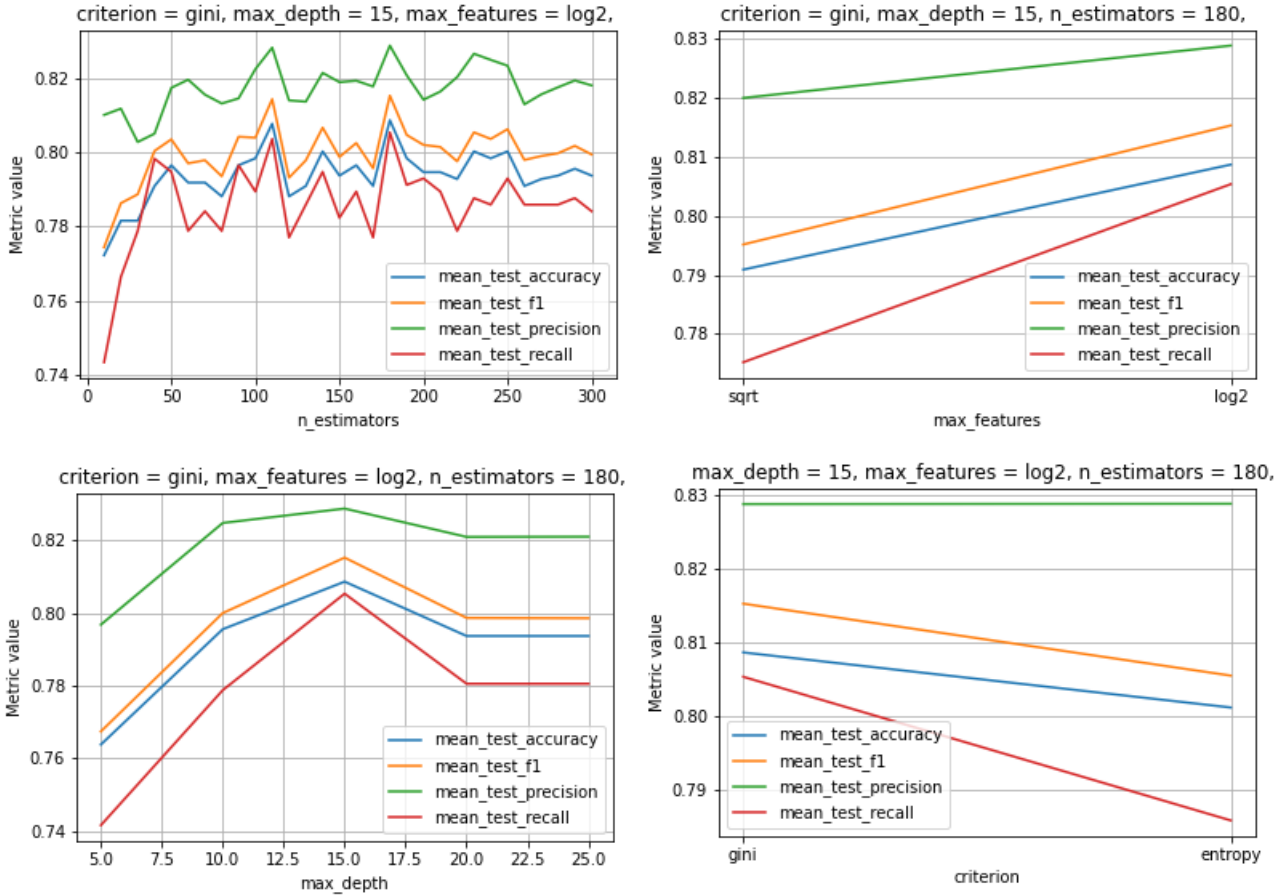 criterion = gini, max_depth = 15, max_features = log2,
Metric value
0.82
0.80
0.78
0.76
0.74
mean_test_accuracy
mean_test_f1
mean_test_precision
mean_test_recall
0 50 100 150 200 250 300
n_estimators
criterion = gini, max_depth = 15, n_estimators = 180,
Metric value
0.83
0.82
0.81
0.80
0.79
0.78
mean_test_accuracy
mean_test_f1
mean_test_precision
mean_test_recall
sqrt log2
max_features
criterion = gini, max_features = log2, n_estimators = 180,
Metric value
0.82
0.80
0.78
0.76
0.74
mean_test_accuracy
mean_test_f1
mean_test_precision
mean_test_recall
5.0 7.5 10.0 12.5 15.0 17.5 20.0 22.5 25.0
max_depth
max_depth = 15, max_features = log2, n_estimators = 180,
Metric value
0.83
0.82
0.81
0.80
0.79
mean_test_accuracy
mean_test_f1
mean_test_precision
mean_test_recall
gini entropy
criterion